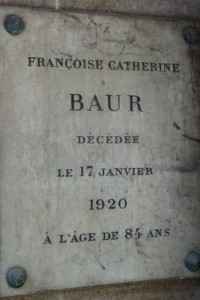 FRANÇOISE CATHERINE
BAUR
DÉCÉDÉE
LE 17 JANVIER
1920
À L'ÂGE DE 84 ANS